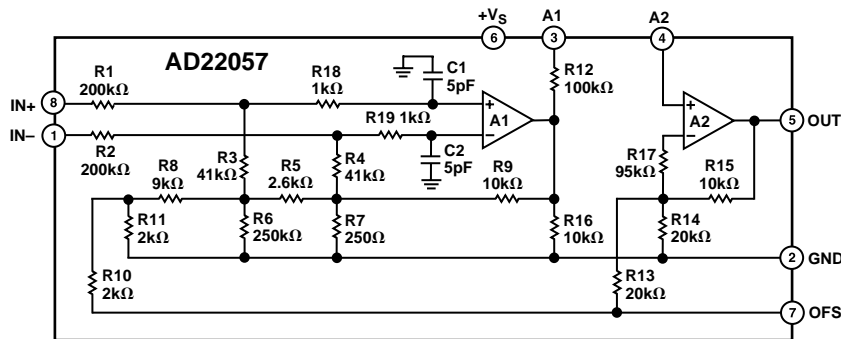 +VS
A1
A2
6
3
4
AD22057
R1
200kΩ
R18
1kΩ
C1
5pF
R12
100kΩ
IN+
8
R19 1kΩ
+
−
A1
+
−
A2
5
OUT
IN−
1
R2
200kΩ
R3
41kΩ
R4
41kΩ
C2
5pF
R17
95kΩ
R15
10kΩ
R8
9kΩ
R5
2.6kΩ
R9
10kΩ
R11
2kΩ
R6
250kΩ
R7
250Ω
R16
10kΩ
R14
20kΩ
2
GND
R10
2kΩ
R13
20kΩ
7
OFS